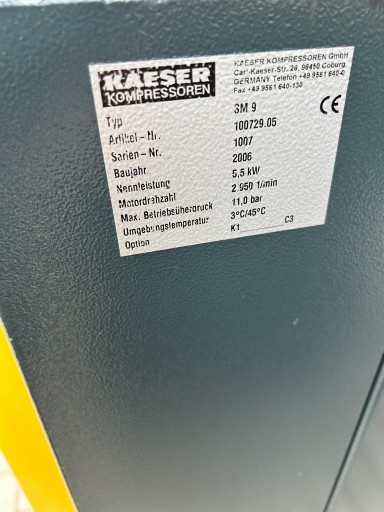 KAESER
KOMPRESSOREN
KAESER KOMPRESSOREN GmbH
Carl-Kaeser-Str. 26, 96450 Coburg,
GERMANY Telefon +49 9561 640-0
Fax +49 9561 640-130
CE
Typ SM 9
Artikel-Nr. 100729.05
Serien-Nr. 1007
Baujahr 2006
Nennleistung 5,5 kW
Motordrehzahl 2 950 1/min
Max. Betriebsüberdruck 11,0 bar
Umgebungstemperatur 3°C/45°C
Option K1 C3